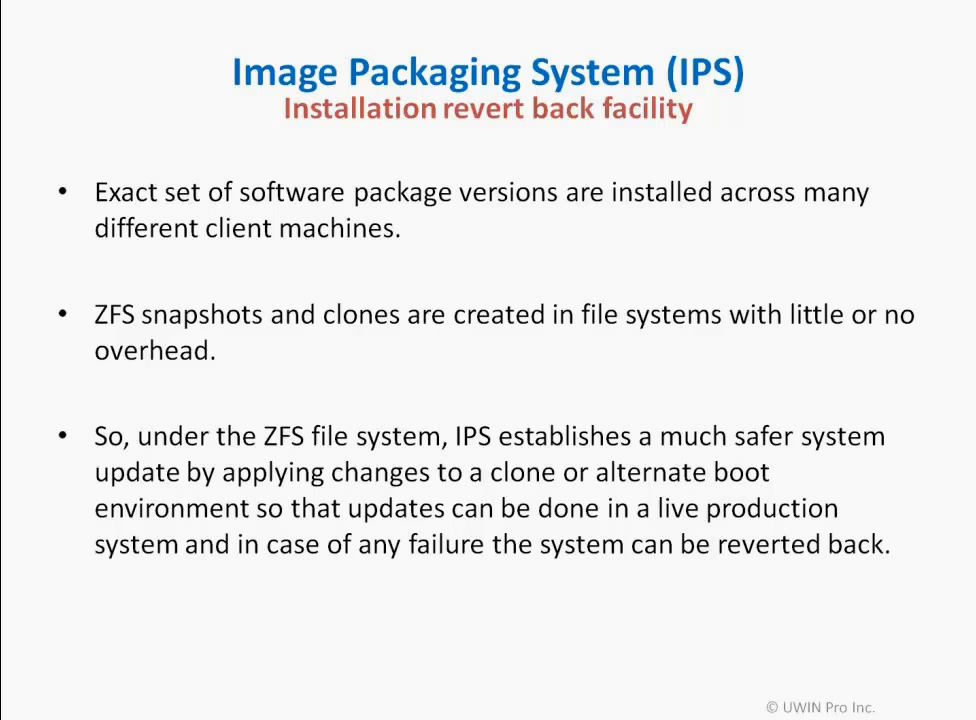 Image Packaging System (IPS)
Installation revert back facility
• Exact set of software package versions are installed across many
different client machines.
• ZFS snapshots and clones are created in file systems with little or no
overhead.
• So, under the ZFS file system, IPS establishes a much safer system
update by applying changes to a clone or alternate boot
environment so that updates can be done in a live production
system and in case of any failure the system can be reverted back.
© UWIN Pro Inc.